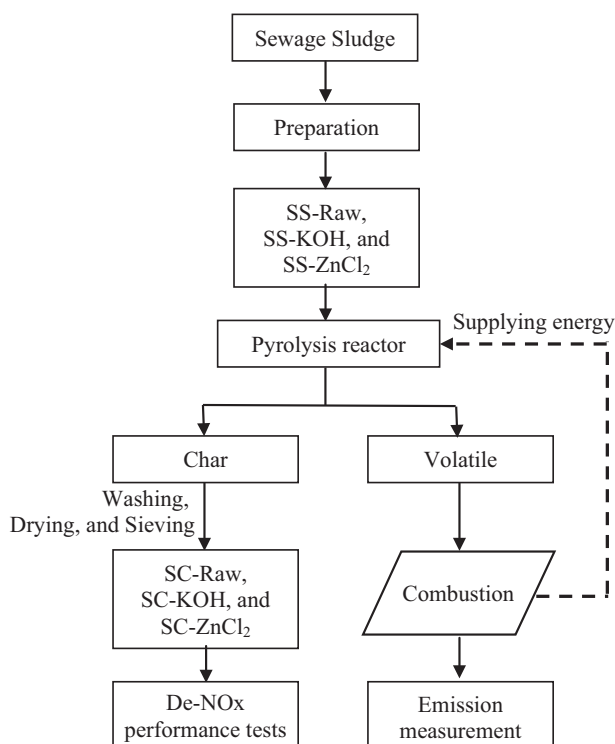 Sewage Sludge
Preparation
SS-Raw,
SS-KOH, and
SS-ZnCl₂
Supplying energy
Pyrolysis reactor
Char
Volatile
Washing,
Drying, and Sieving
SC-Raw,
SC-KOH, and
SC-ZnCl₂
Combustion
De-NOx
performance tests
Emission
measurement